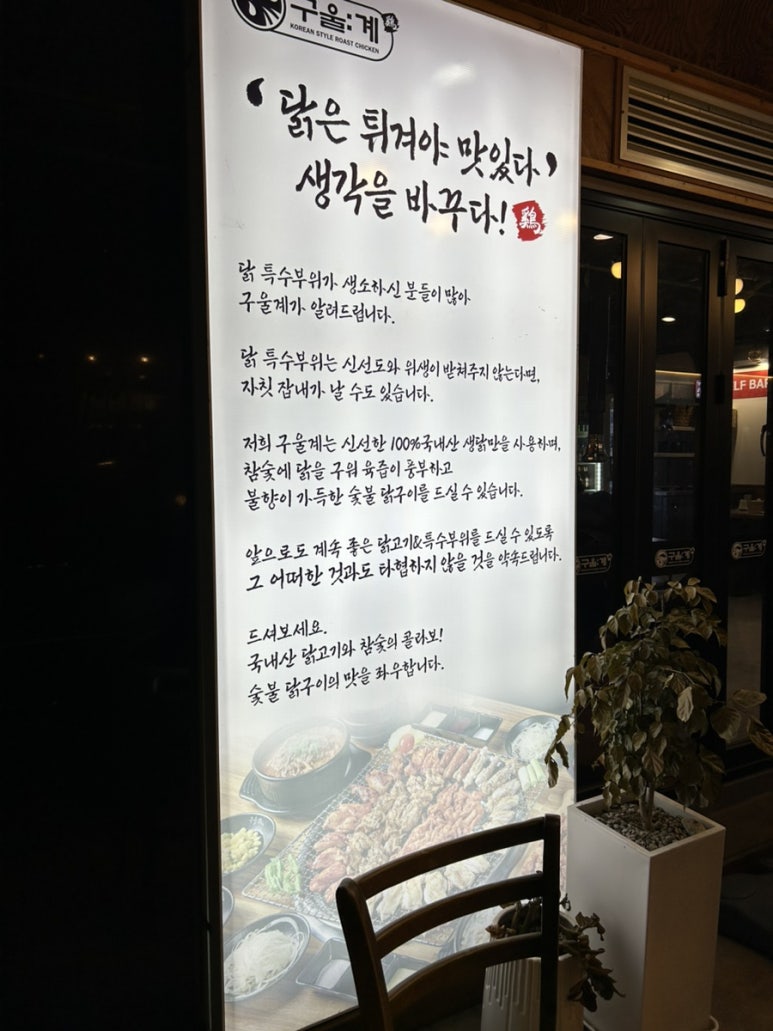 구울:계 鷄
KOREAN STYLE ROAST CHICKEN
‘닭은 튀겨야 맛있다’
생각을 바꾸다! 鷄
닭 특수부위가 생소하신 분들이 많아
구울계가 알려드립니다.
닭 특수부위는 신선도와 위생이 받쳐주지 않는다면,
자칫 잡내가 날 수도 있습니다.
저희 구울계는 신선한 100%국내산 생닭만을 사용하며,
참숯에 닭을 구워 육즙이 풍부하고
불향이 가득한 숯불 닭구이를 드실 수 있습니다.
앞으로도 계속 좋은 닭고기&특수부위를 드실 수 있도록
그 어떠한 것과도 타협하지 않을 것을 약속드립니다.
드셔보세요.
국내산 닭고기와 참숯의 콜라보!
숯불 닭구이의 맛을 좌우합니다.
LF BAR
구울:계
구울:계